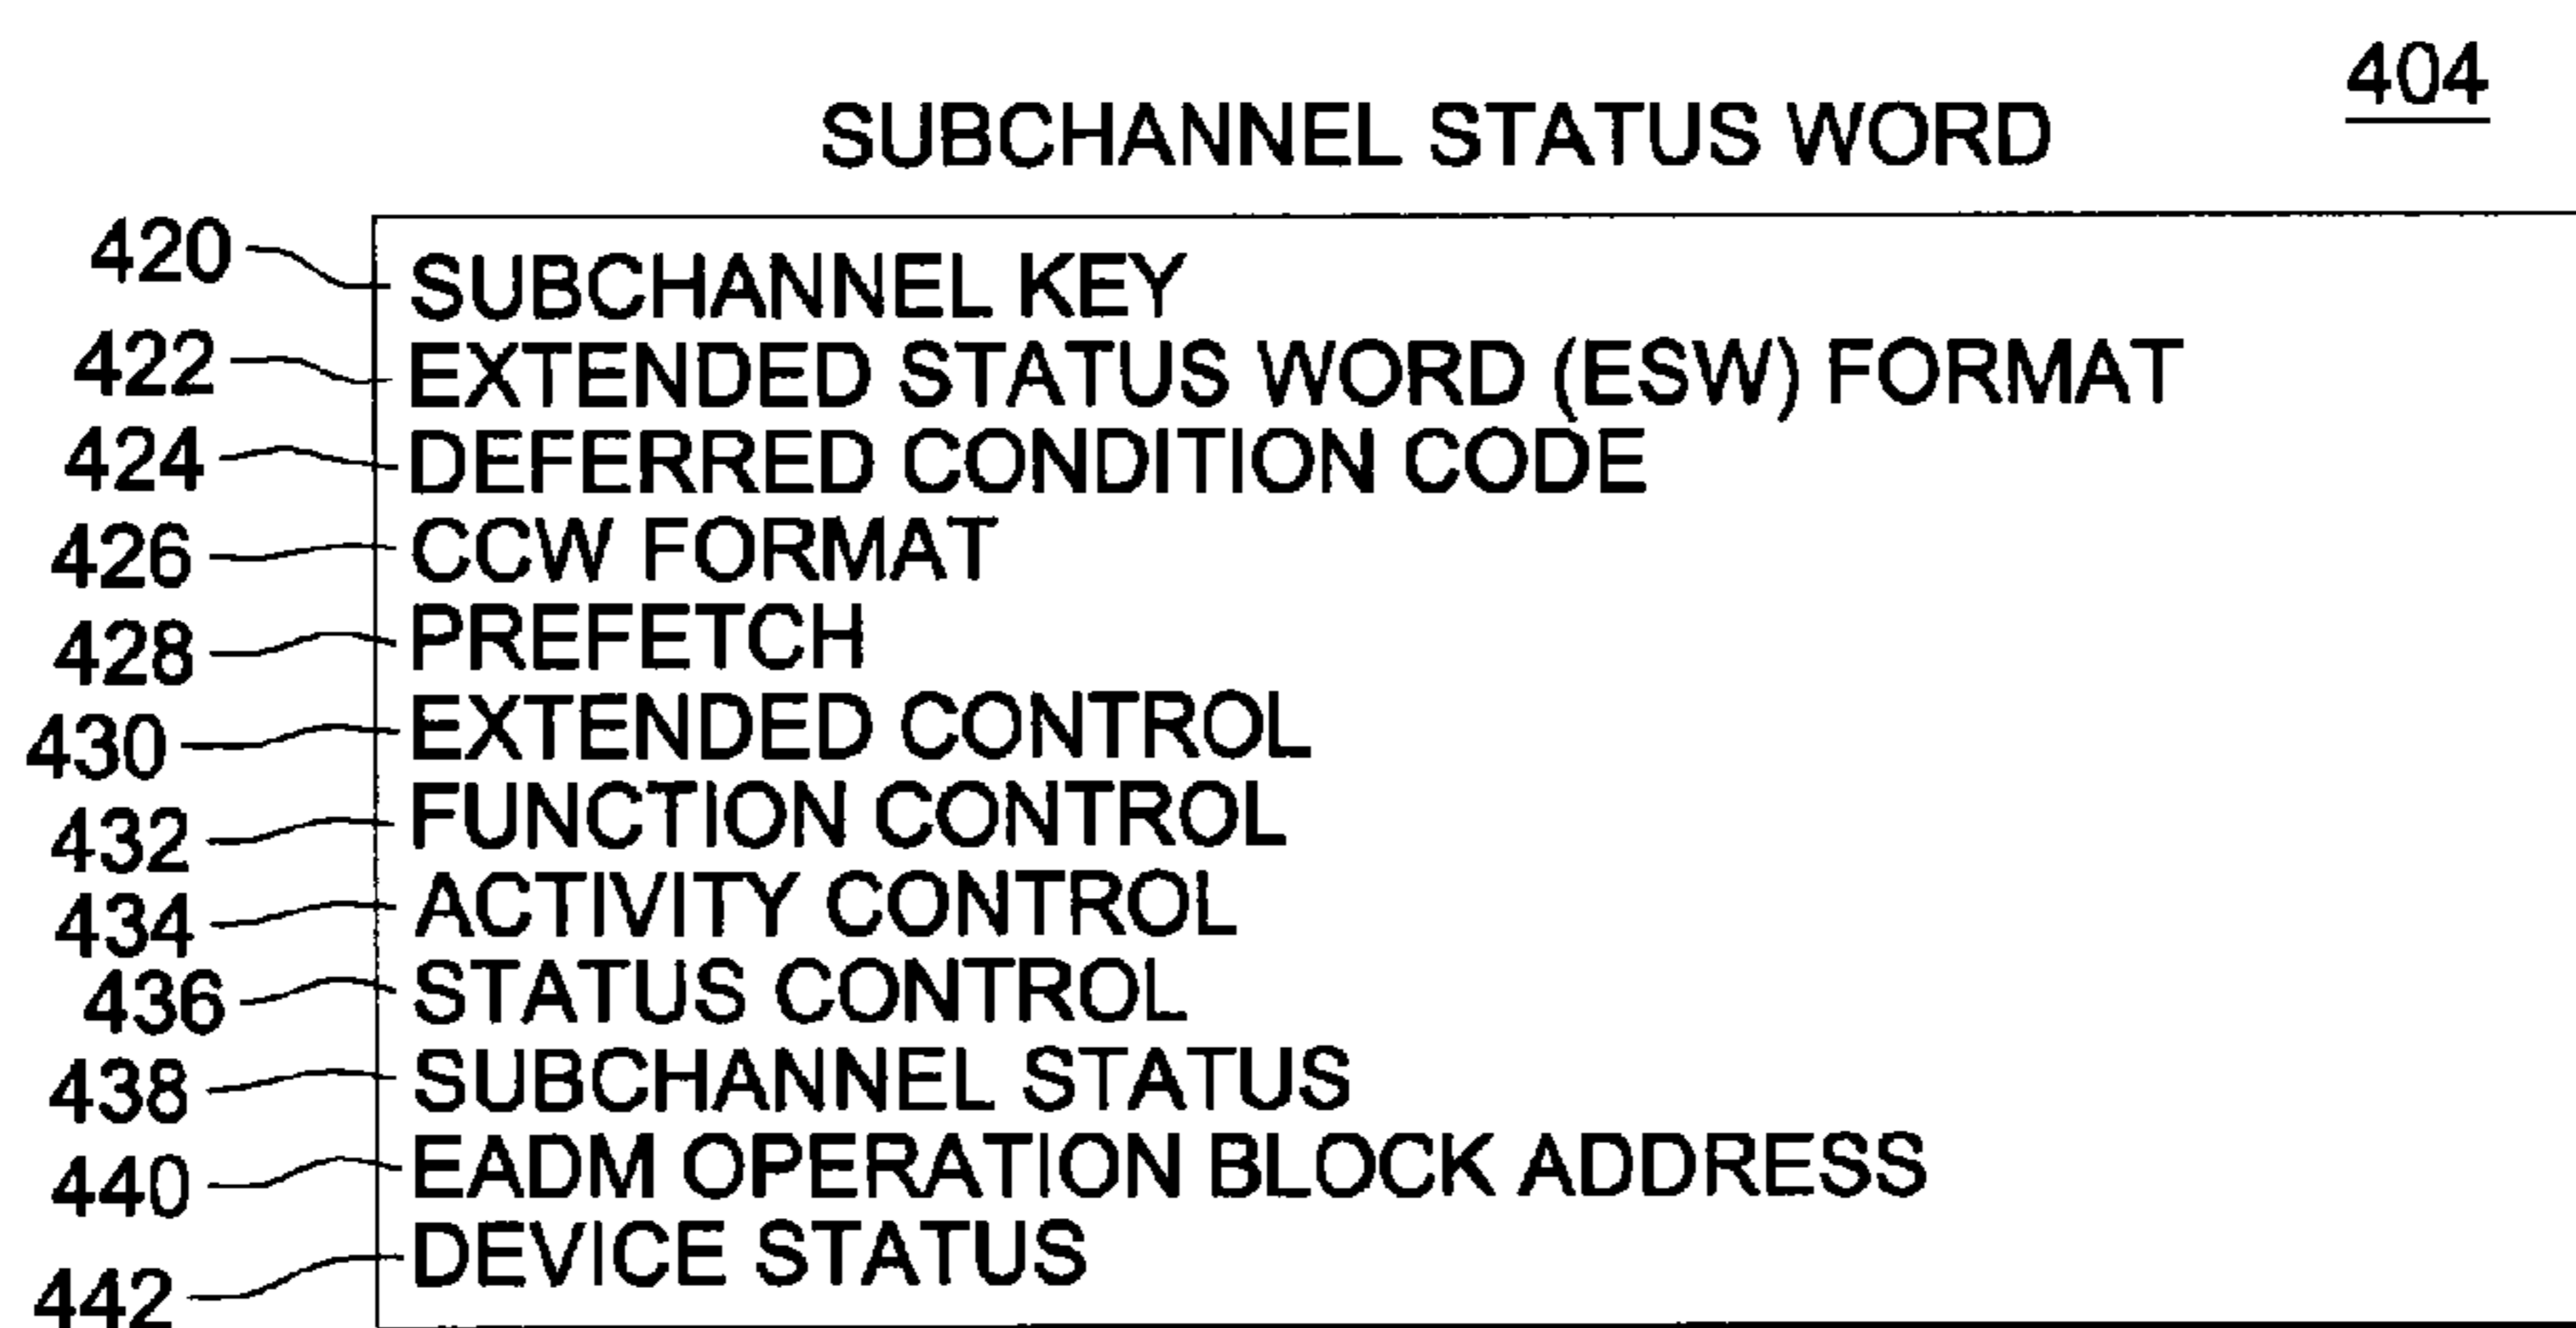 404
SUBCHANNEL STATUS WORD
420 SUBCHANNEL KEY
422 EXTENDED STATUS WORD (ESW) FORMAT
424 DEFERRED CONDITION CODE
426 CCW FORMAT
428 PREFETCH
430 EXTENDED CONTROL
432 FUNCTION CONTROL
434 ACTIVITY CONTROL
436 STATUS CONTROL
438 SUBCHANNEL STATUS
440 EADM OPERATION BLOCK ADDRESS
442 DEVICE STATUS